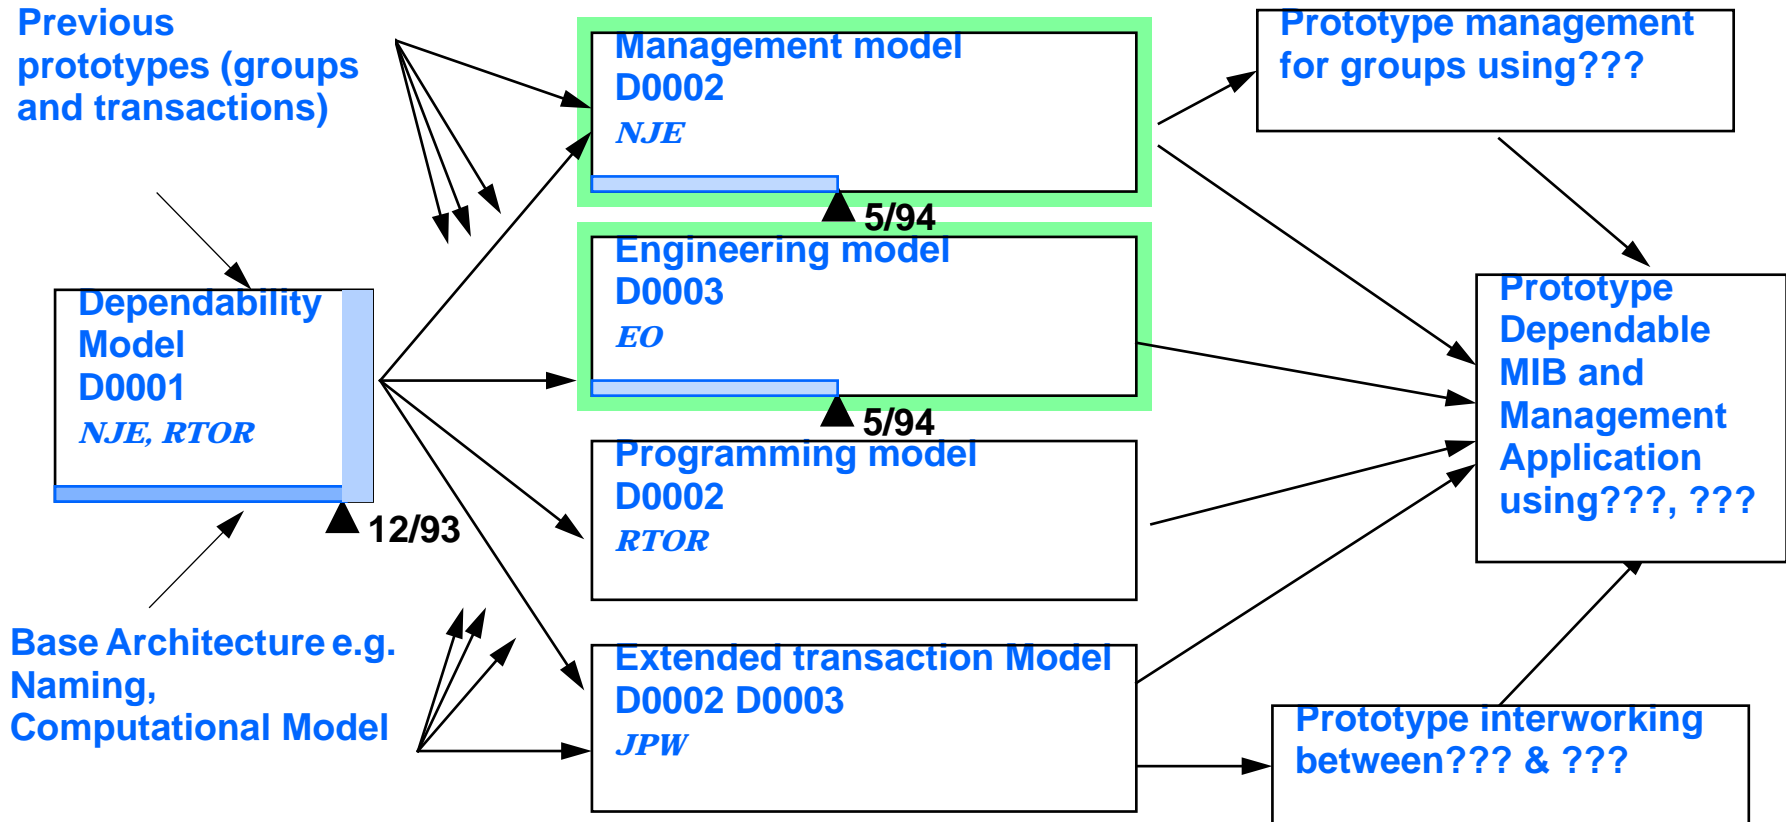 Previous
prototypes (groups
and transactions)
Management model
D0002
NJE
5/94
Prototype management
for groups using???
Engineering model
D0003
EO
5/94
Dependability
Model
D0001
NJE, RTOR
12/93
Programming model
D0002
RTOR
Prototype
Dependable
MIB and
Management
Application
using???, ???
Base Architecture e.g.
Naming,
Computational Model
Extended transaction Model
D0002 D0003
JPW
Prototype interworking
between??? & ???